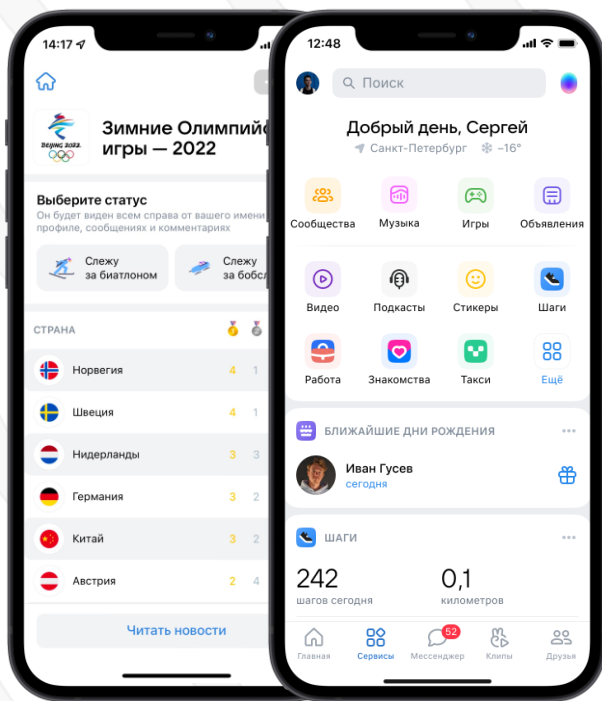 14:17
BEIJING 2022
Зимние Олимпийс
игры — 2022
Выберите статус
Он будет виден всем справа от вашего имени
профиле, сообщениях и комментариях
Слежу
за биатлоном
Слежу
за бобсл
СТРАНА
Норвегия 4 1
Швеция 4 1
Нидерланды 3 3
Германия 3 2
Китай 3 2
Австрия 2 4
Читать новости
12:48
Поиск
Добрый день, Сергей
Санкт-Петербург −16°
Сообщества Музыка Игры Объявления
Видео Подкасты Стикеры Шаги
Работа Знакомства Такси Ещё
БЛИЖАЙШИЕ ДНИ РОЖДЕНИЯ
Иван Гусев
сегодня
ШАГИ
242 0,1
шагов сегодня километров
52
Главная Сервисы Мессенджер Клипы Друзья